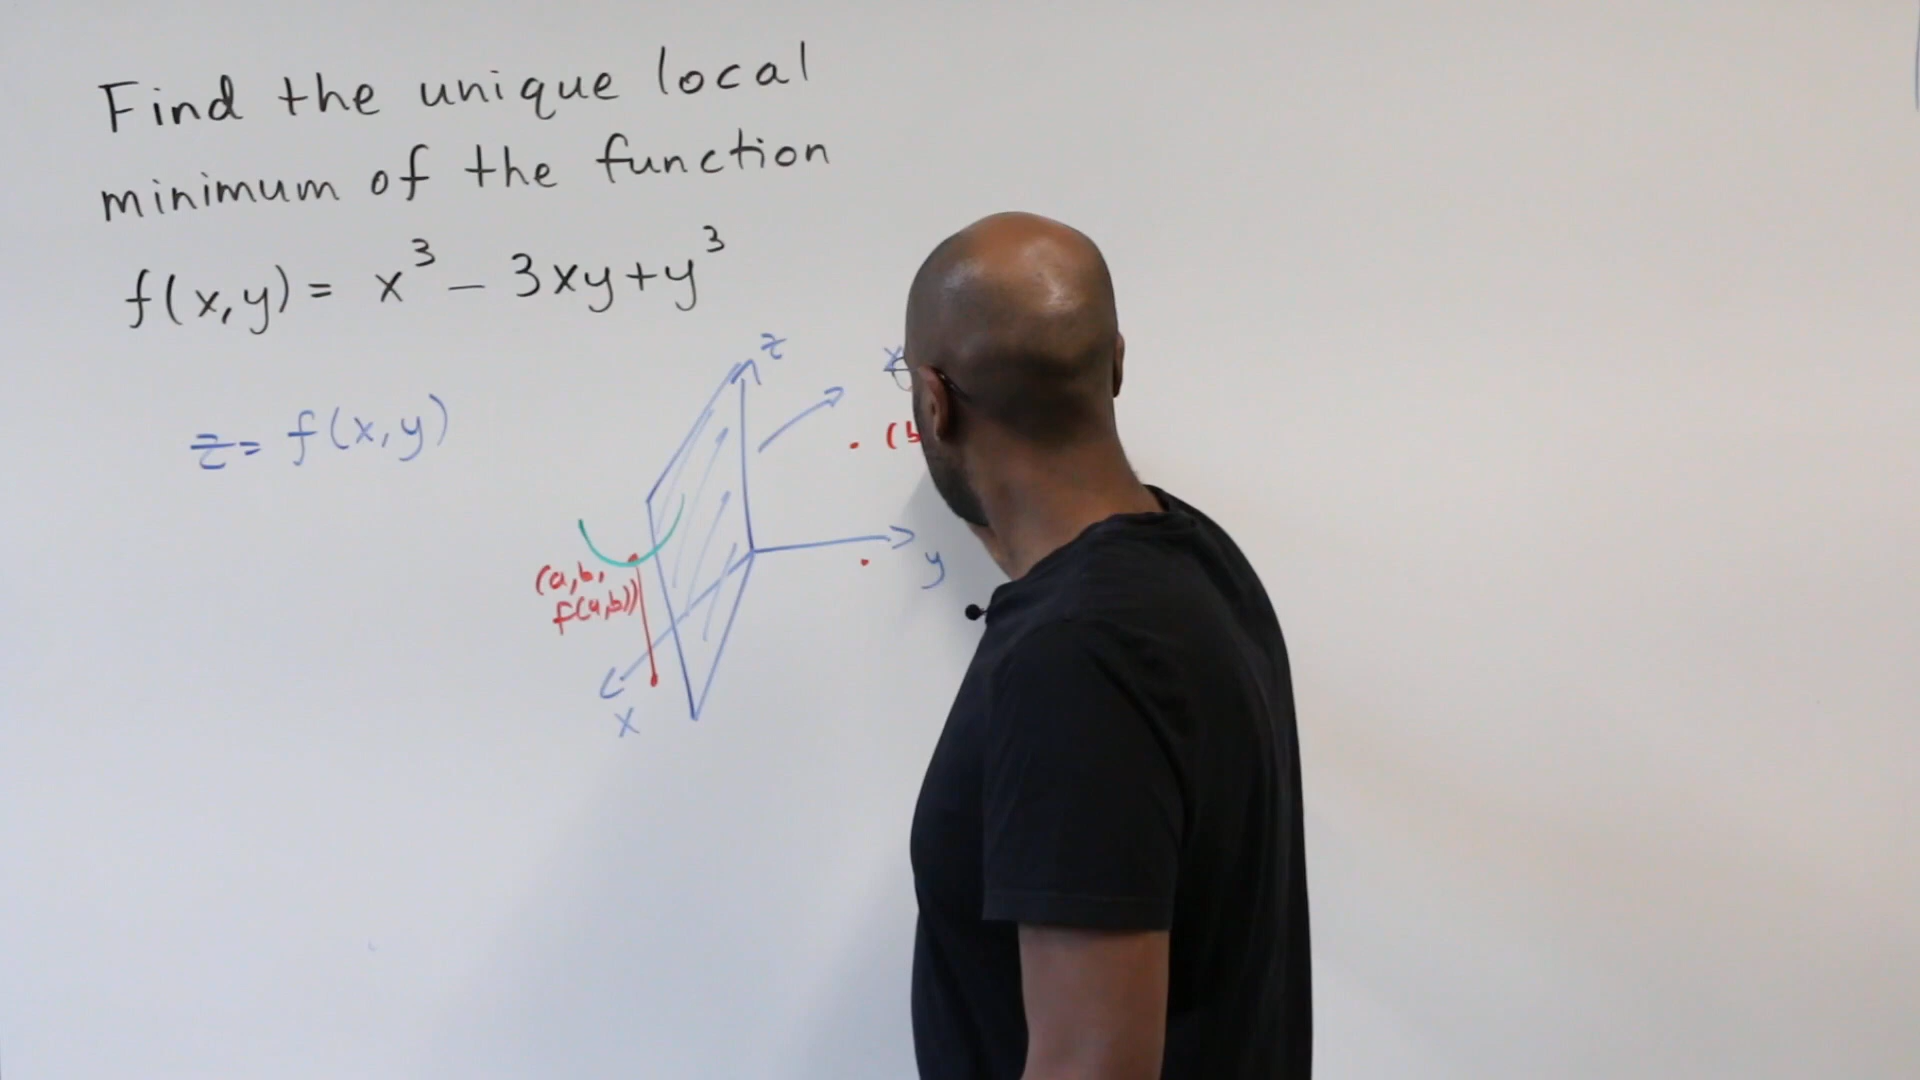 Find the unique local
minimum of the function
f(x,y) = x³ - 3xy+y³
z= f(x,y)
z
x
(b
(a,b,
f(a,b))
y
x